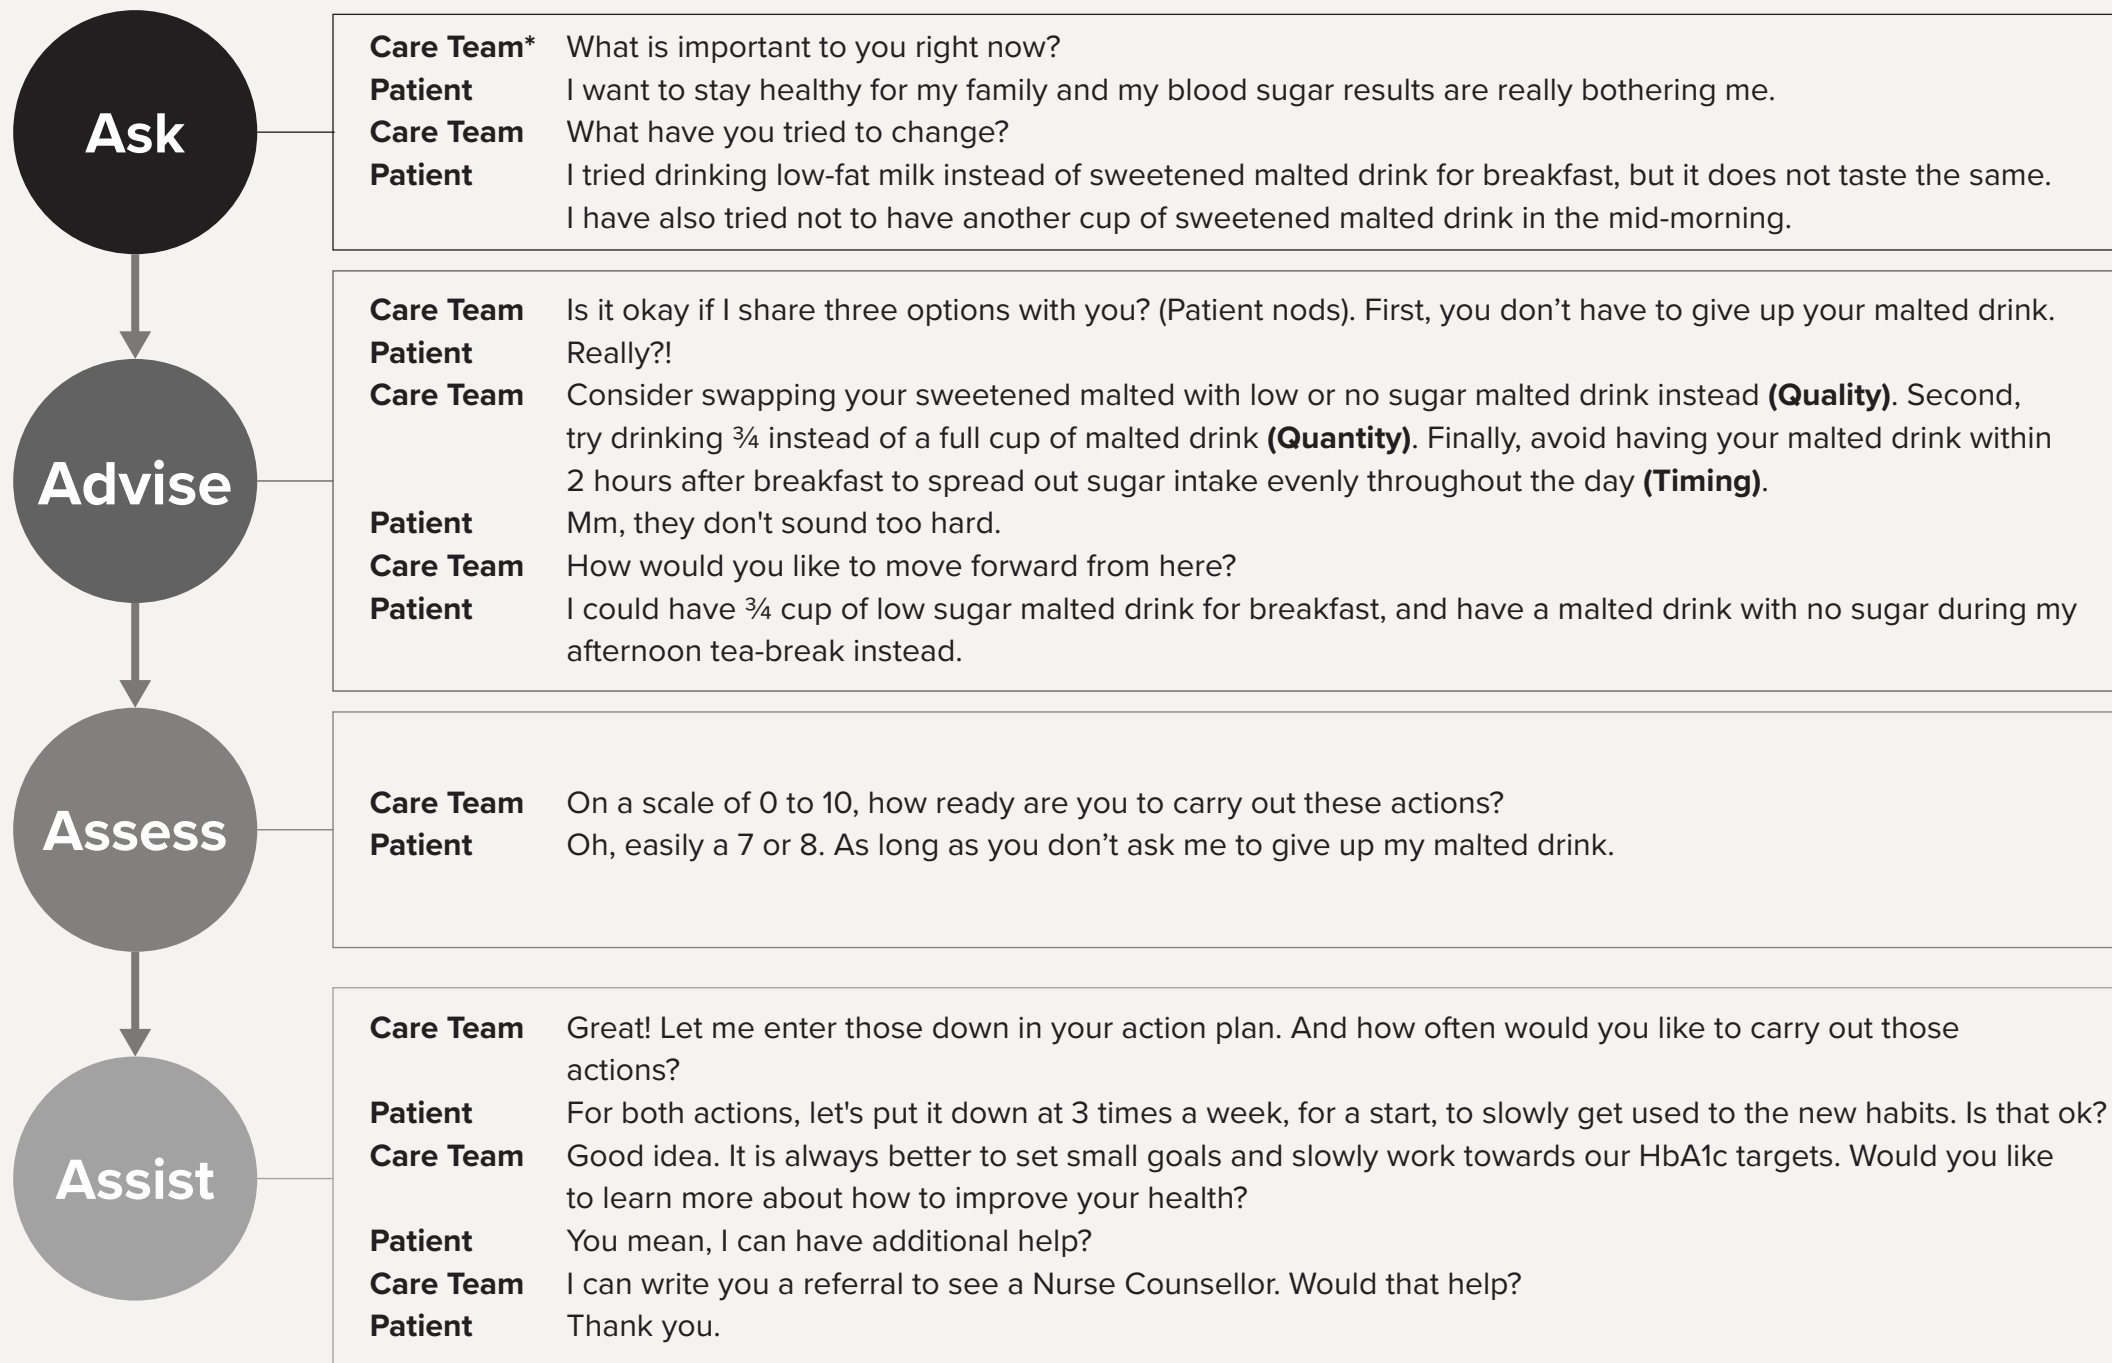 Ask
Care Team* What is important to you right now?
Patient I want to stay healthy for my family and my blood sugar results are really bothering me.
Care Team What have you tried to change?
Patient I tried drinking low-fat milk instead of sweetened malted drink for breakfast, but it does not taste the same.
I have also tried not to have another cup of sweetened malted drink in the mid-morning.
Advise
Care Team Is it okay if I share three options with you? (Patient nods). First, you don’t have to give up your malted drink.
Patient Really?!
Care Team Consider swapping your sweetened malted with low or no sugar malted drink instead (Quality). Second,
try drinking ¾ instead of a full cup of malted drink (Quantity). Finally, avoid having your malted drink within
2 hours after breakfast to spread out sugar intake evenly throughout the day (Timing).
Patient Mm, they don't sound too hard.
Care Team How would you like to move forward from here?
Patient I could have ¾ cup of low sugar malted drink for breakfast, and have a malted drink with no sugar during my
afternoon tea-break instead.
Assess
Care Team On a scale of 0 to 10, how ready are you to carry out these actions?
Patient Oh, easily a 7 or 8. As long as you don’t ask me to give up my malted drink.
Assist
Care Team Great! Let me enter those down in your action plan. And how often would you like to carry out those
actions?
Patient For both actions, let's put it down at 3 times a week, for a start, to slowly get used to the new habits. Is that ok?
Care Team Good idea. It is always better to set small goals and slowly work towards our HbA1c targets. Would you like
to learn more about how to improve your health?
Patient You mean, I can have additional help?
Care Team I can write you a referral to see a Nurse Counsellor. Would that help?
Patient Thank you.